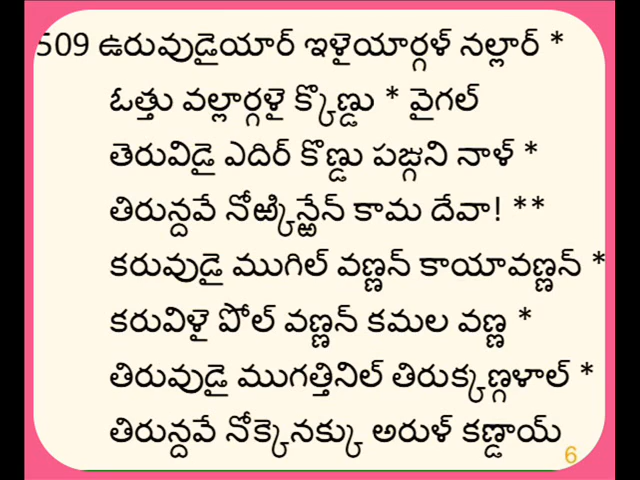 509 ఉరువుడైయార్ ఇళైయార్గళ్ నల్లార్ *
ఓత్తు వల్లార్గళై క్కొణ్డు * వైగల్
తెరువిడై ఎదిర్ కొణ్డు పఙ్గని నాళ్ *
తిరున్దవే నోఱ్కిన్ఱేన్ కామ దేవా! **
కరువుడై ముగిల్ వణ్ణన్ కాయావణ్ణన్ *
కరువిళై పోల్ వణ్ణన్ కమల వణ్ణ *
తిరువుడై ముగత్తినిల్ తిరుక్కణ్గళాల్ *
తిరున్దవే నోక్కెనక్కు అరుళ్ కణ్డాయ్
6